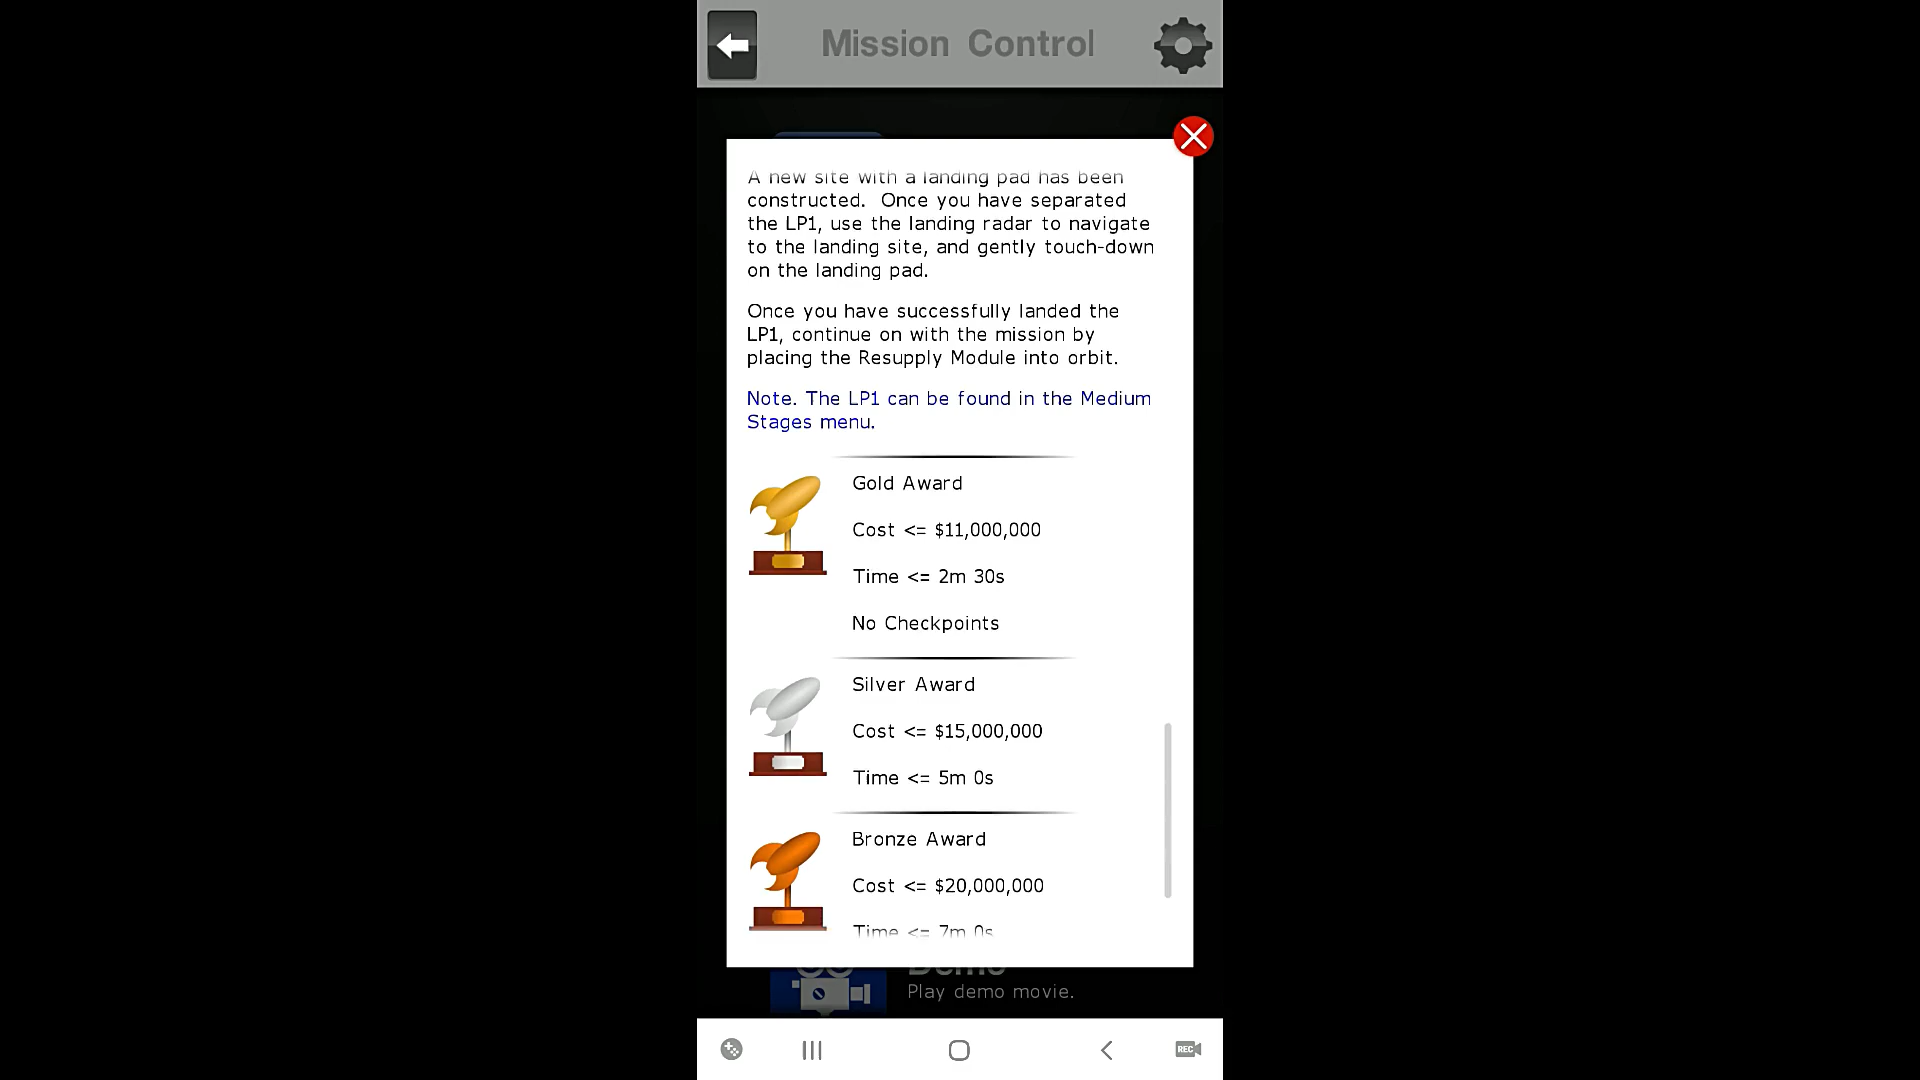 Mission Control
A new site with a landing pad has been
constructed. Once you have separated
the LP1, use the landing radar to navigate
to the landing site, and gently touch-down
on the landing pad.
Once you have successfully landed the
LP1, continue on with the mission by
placing the Resupply Module into orbit.
Note. The LP1 can be found in the Medium
Stages menu.
Gold Award
Cost <= $11,000,000
Time <= 2m 30s
No Checkpoints
Silver Award
Cost <= $15,000,000
Time <= 5m 0s
Bronze Award
Cost <= $20,000,000
Time <= 7m 0s
Demo
Play demo movie.
REC